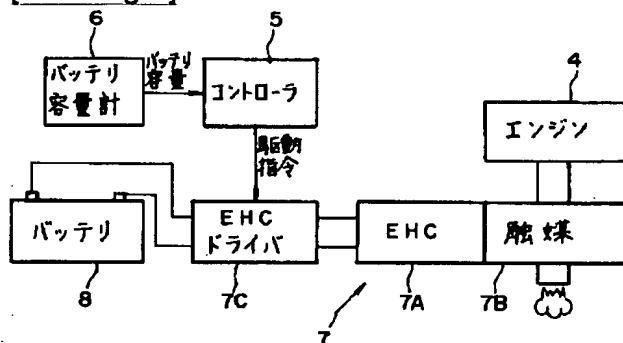 6
5
4
バッテリ
容量計
バッテリ
容量
コントローラ
エンジン
駆動
指令
バッテリ
EHC
ドライバ
EHC
触媒
8
7C
7A
7B
7